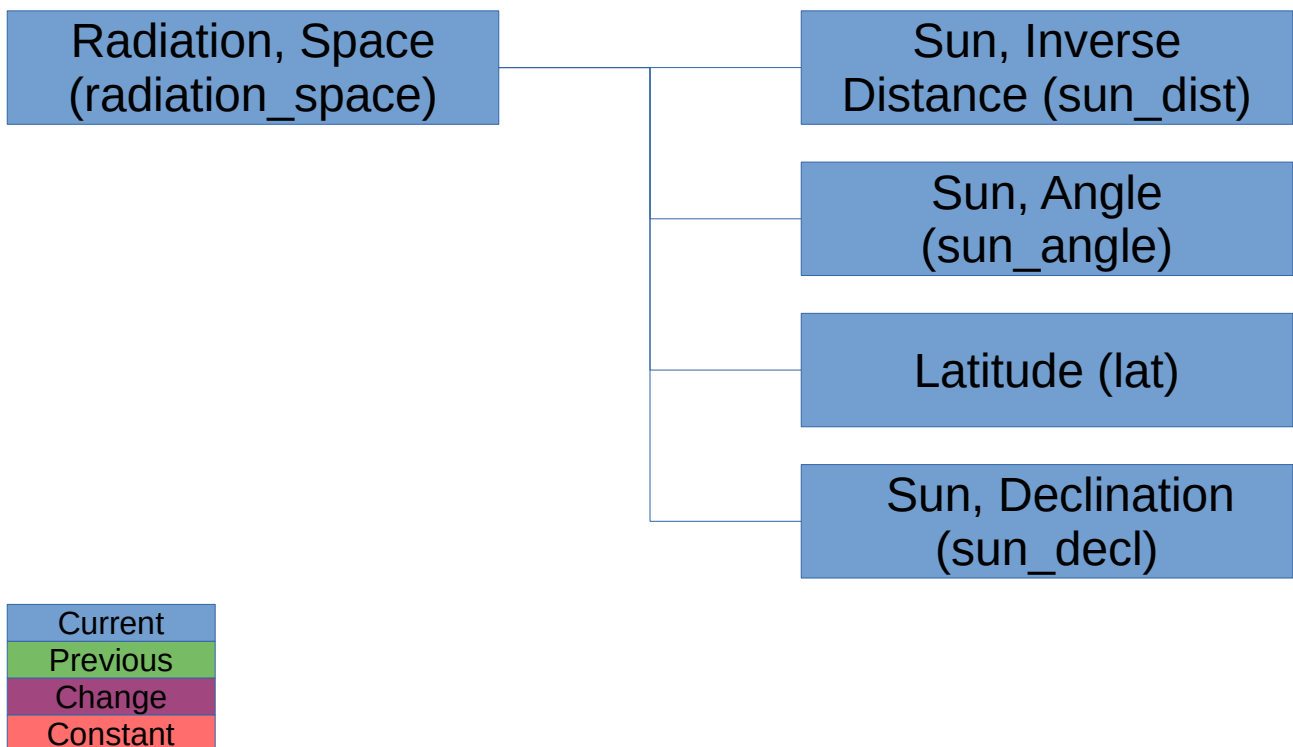 Radiation, Space
(radiation_space)
Sun, Inverse
Distance (sun_dist)
Sun, Angle
(sun_angle)
Latitude (lat)
Sun, Declination
(sun_decl)
Current
Previous
Change
Constant